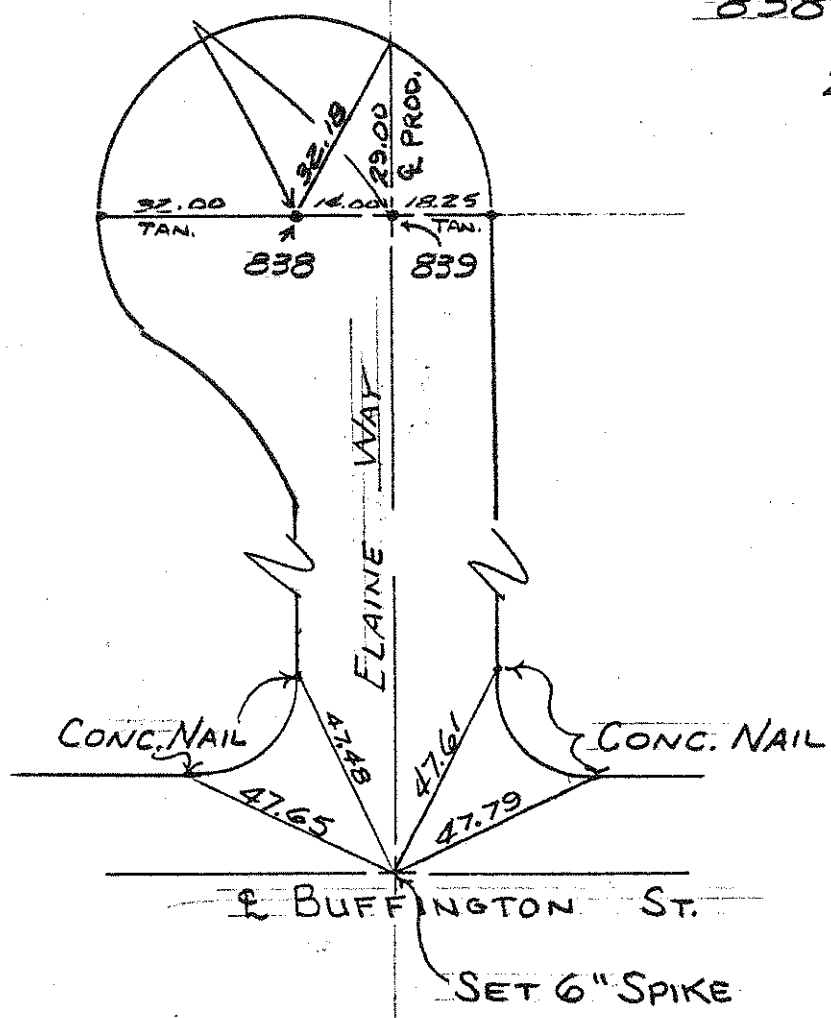 838
32.18
29.00
℄ PROD.
32.00 14.00 18.25
TAN. TAN.
838 839
ELAINE WAY
CONC. NAIL CONC. NAIL
47.48 47.61
47.65 47.79
℄ BUFFINGTON ST.
SET 6" SPIKE